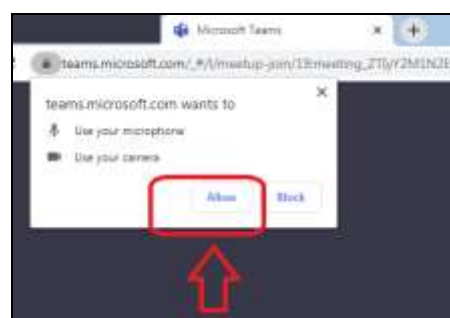 Microsoft Teams
teams.microsoft.com/_#/l/meetup-join/19:meeting_
teams.microsoft.com wants to
Use your microphone
Use your camera
Allow Block